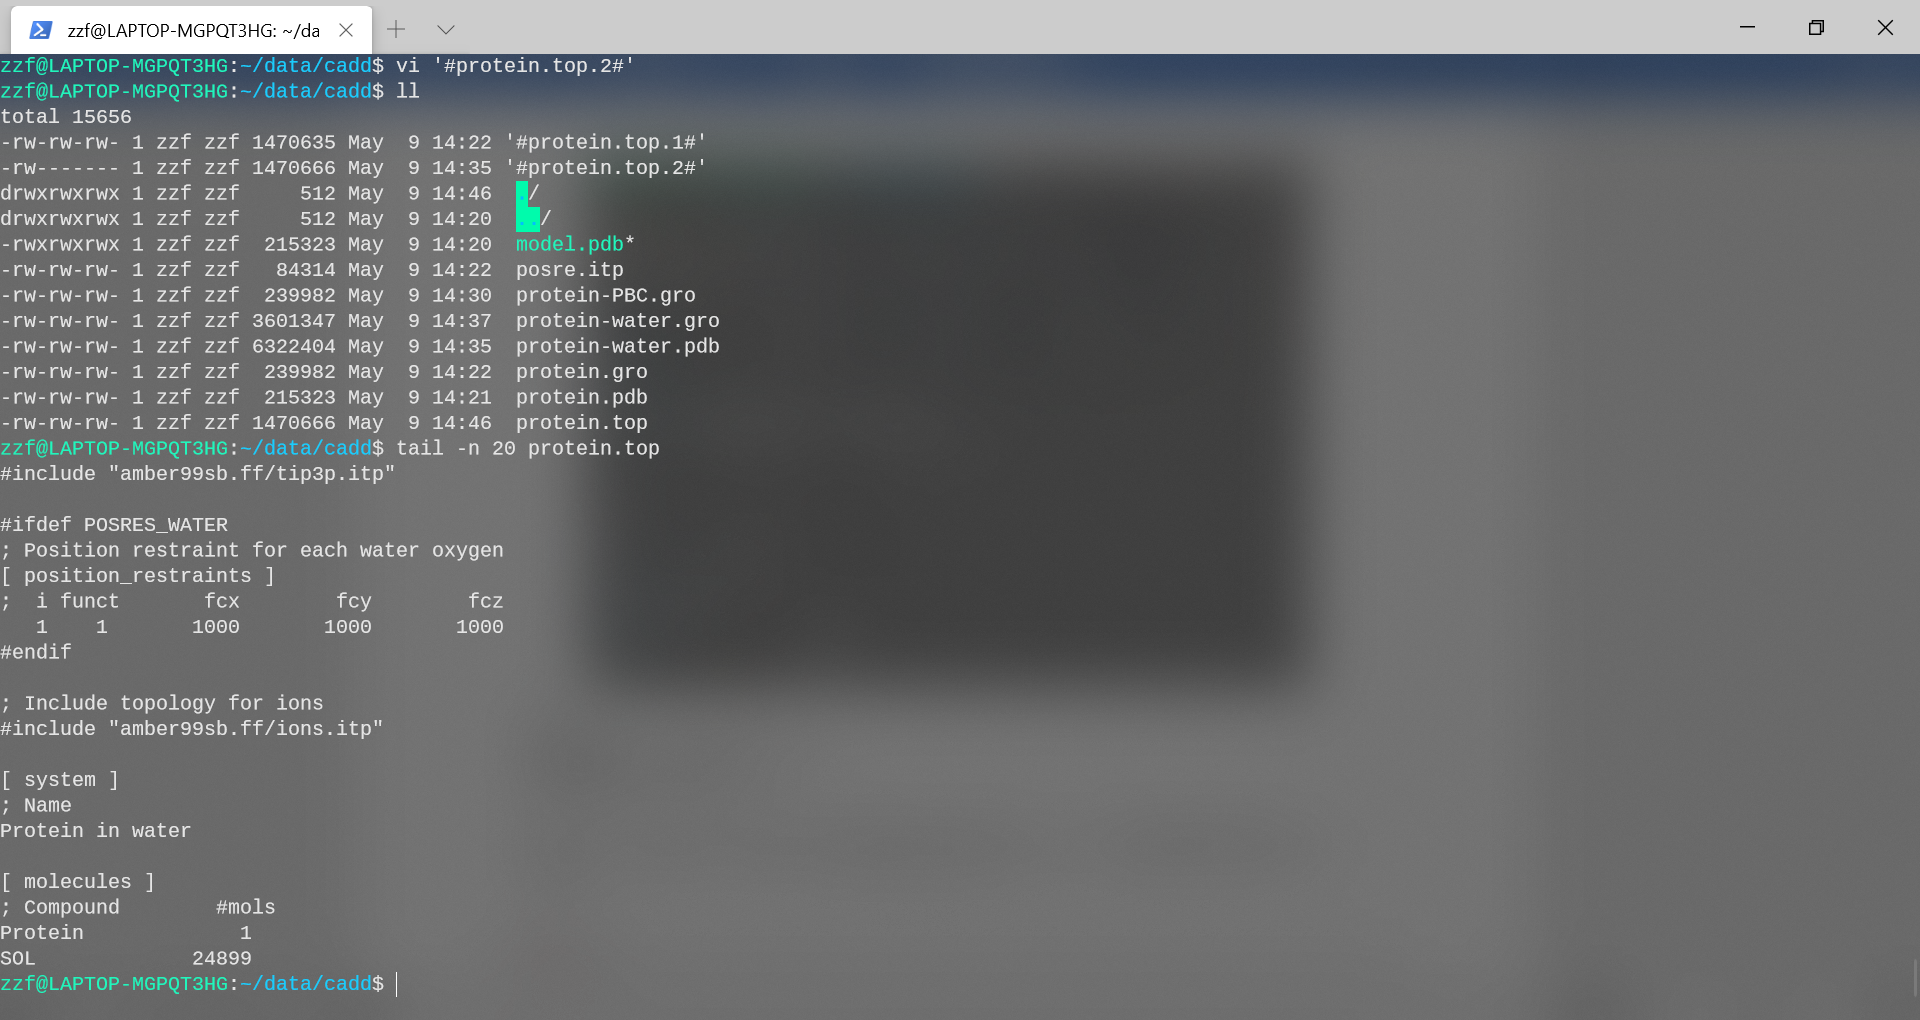 zzf@LAPTOP-MGPQT3HG: ~/da
zzf@LAPTOP-MGPQT3HG:~/data/cadd$ vi '#protein.top.2#'
zzf@LAPTOP-MGPQT3HG:~/data/cadd$ ll
total 15656
-rw-rw-rw- 1 zzf zzf 1470635 May  9 14:22 '#protein.top.1#'
-rw------- 1 zzf zzf 1470666 May  9 14:35 '#protein.top.2#'
drwxrwxrwx 1 zzf zzf     512 May  9 14:46  ./
drwxrwxrwx 1 zzf zzf     512 May  9 14:20  ../
-rwxrwxrwx 1 zzf zzf  215323 May  9 14:20  model.pdb*
-rw-rw-rw- 1 zzf zzf   84314 May  9 14:22  posre.itp
-rw-rw-rw- 1 zzf zzf  239982 May  9 14:30  protein-PBC.gro
-rw-rw-rw- 1 zzf zzf 3601347 May  9 14:37  protein-water.gro
-rw-rw-rw- 1 zzf zzf 6322404 May  9 14:35  protein-water.pdb
-rw-rw-rw- 1 zzf zzf  239982 May  9 14:22  protein.gro
-rw-rw-rw- 1 zzf zzf  215323 May  9 14:21  protein.pdb
-rw-rw-rw- 1 zzf zzf 1470666 May  9 14:46  protein.top
zzf@LAPTOP-MGPQT3HG:~/data/cadd$ tail -n 20 protein.top
#include "amber99sb.ff/tip3p.itp"

#ifdef POSRES_WATER
; Position restraint for each water oxygen
[ position_restraints ]
;  i funct       fcx        fcy        fcz
   1    1       1000       1000       1000
#endif

; Include topology for ions
#include "amber99sb.ff/ions.itp"

[ system ]
; Name
Protein in water

[ molecules ]
; Compound        #mols
Protein             1
SOL             24899
zzf@LAPTOP-MGPQT3HG:~/data/cadd$